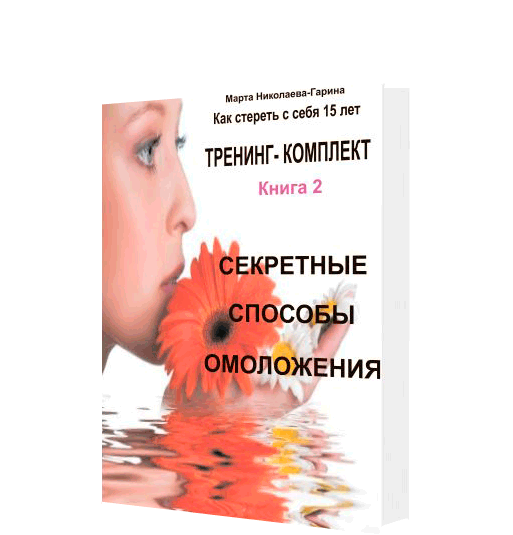 Марта Николаева-Гарина
Как стереть с себя 15 лет
ТРЕНИНГ- КОМПЛЕКТ
Книга 2
СЕКРЕТНЫЕ
СПОСОБЫ
ОМОЛОЖЕНИЯ